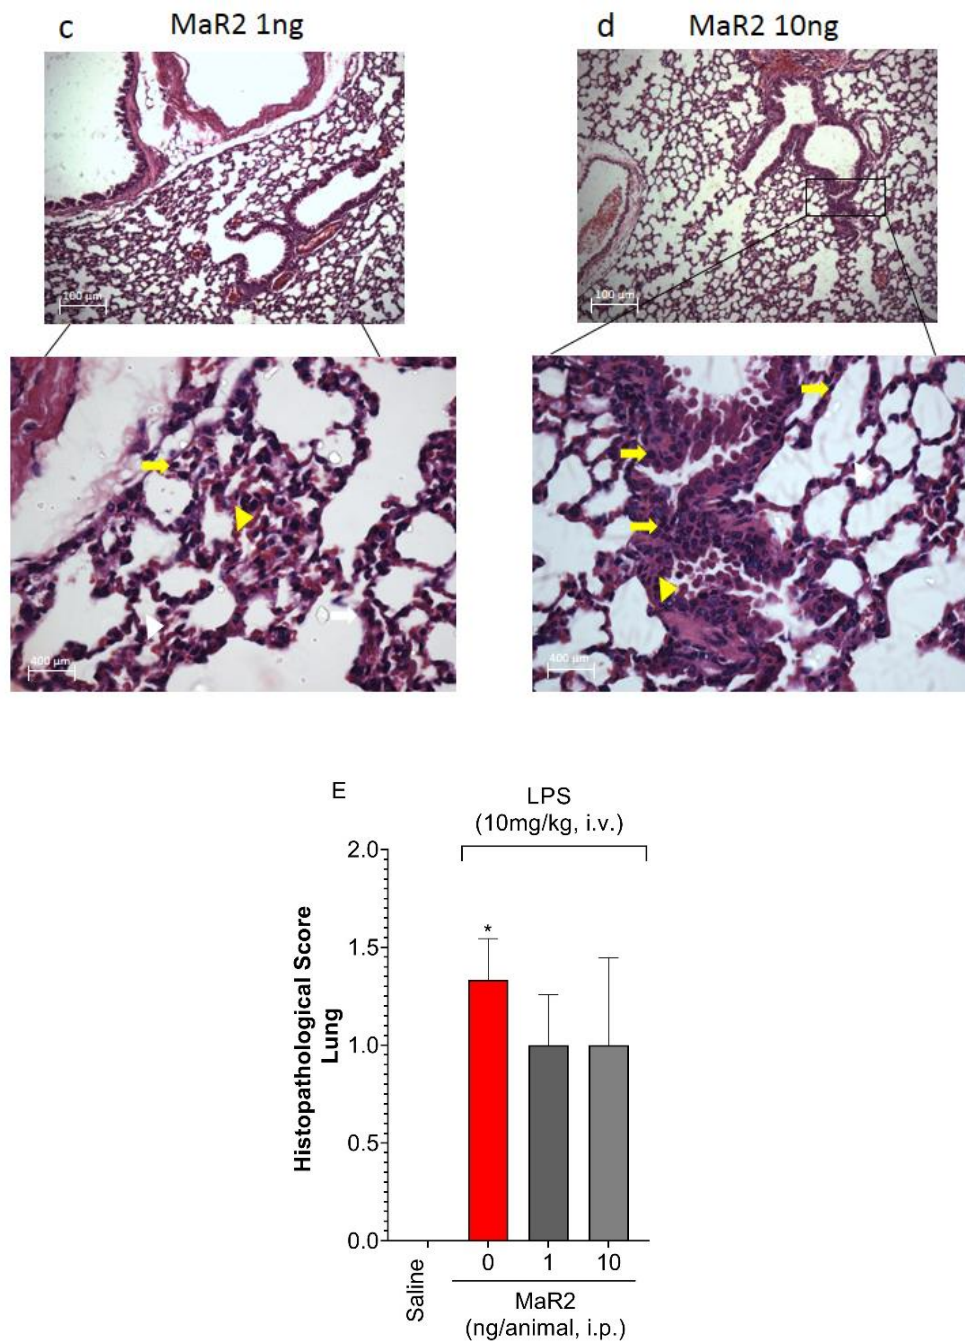 c MaR2 1ng
d MaR2 10ng
100 µm
100 µm
400 µm
400 µm
E
LPS
(10mg/kg, i.v.)
Histopathological Score
Lung
2.0
1.5
1.0
0.5
0.0
*
Saline
0 1 10
MaR2
(ng/animal, i.p.)